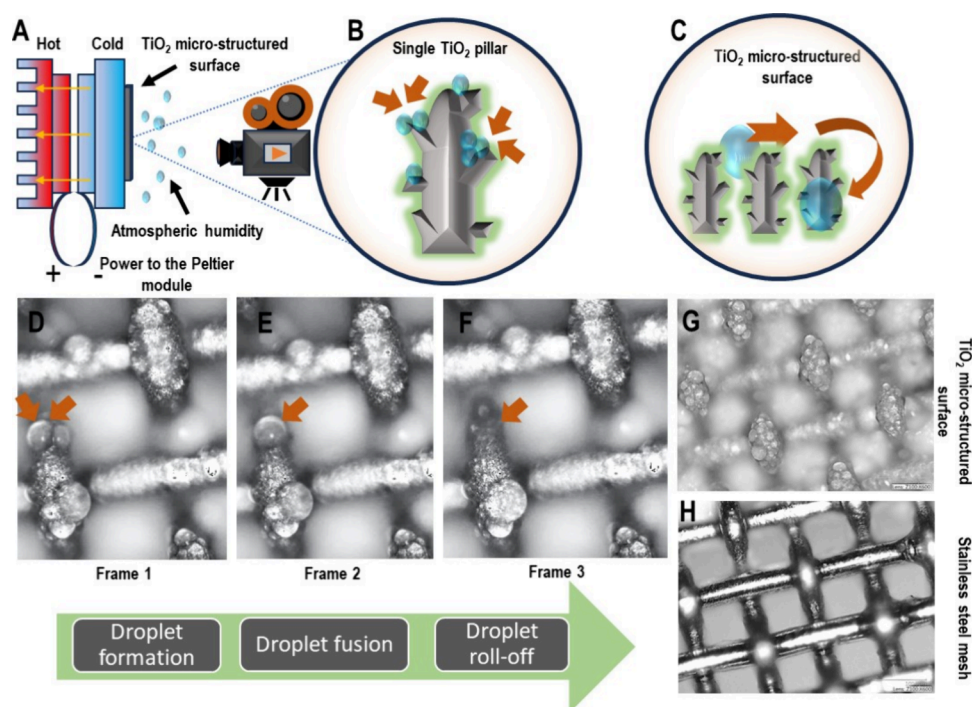 A
Hot
Cold
TiO₂ micro-structured
surface
Atmospheric humidity
+
-
Power to the Peltier
module
B
Single TiO₂ pillar
C
TiO₂ micro-structured
surface
D
E
F
Frame 1
Frame 2
Frame 3
G
TiO₂ micro-structured
surface
H
Stainless steel mesh
Droplet
formation
Droplet fusion
Droplet
roll-off